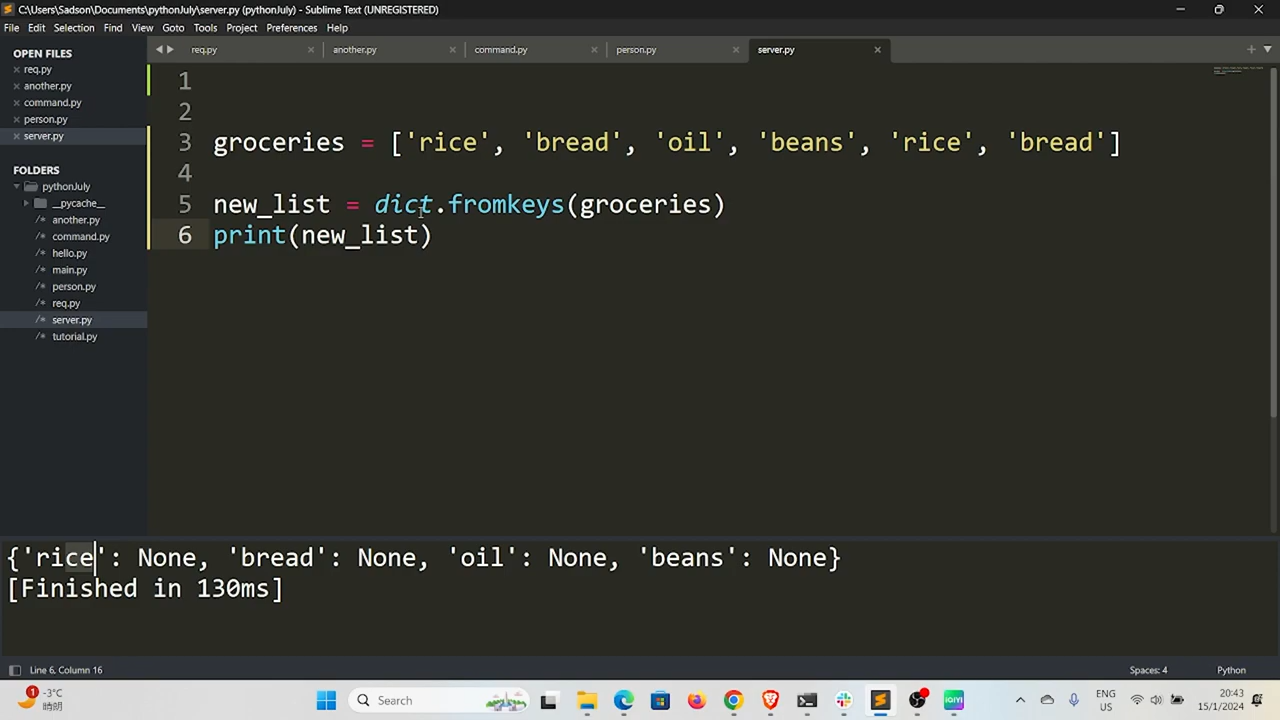 C:\Users\Sadson\Documents\pythonJuly\server.py (pythonJuly) - Sublime Text (UNREGISTERED)
File Edit Selection Find View Goto Tools Project Preferences Help
OPEN FILES
req.py
another.py
command.py
person.py
server.py
FOLDERS
pythonJuly
__pycache__
another.py
command.py
hello.py
main.py
person.py
req.py
server.py
tutorial.py
req.py another.py command.py person.py server.py
1
2
3 groceries = ['rice', 'bread', 'oil', 'beans', 'rice', 'bread']
4
5 new_list = dict.fromkeys(groceries)
6 print(new_list)
{'rice': None, 'bread': None, 'oil': None, 'beans': None}
[Finished in 130ms]
Line 6, Column 16 Spaces: 4 Python
1 -3°C
晴朗
Search
ENG
US
20:43
15/1/2024